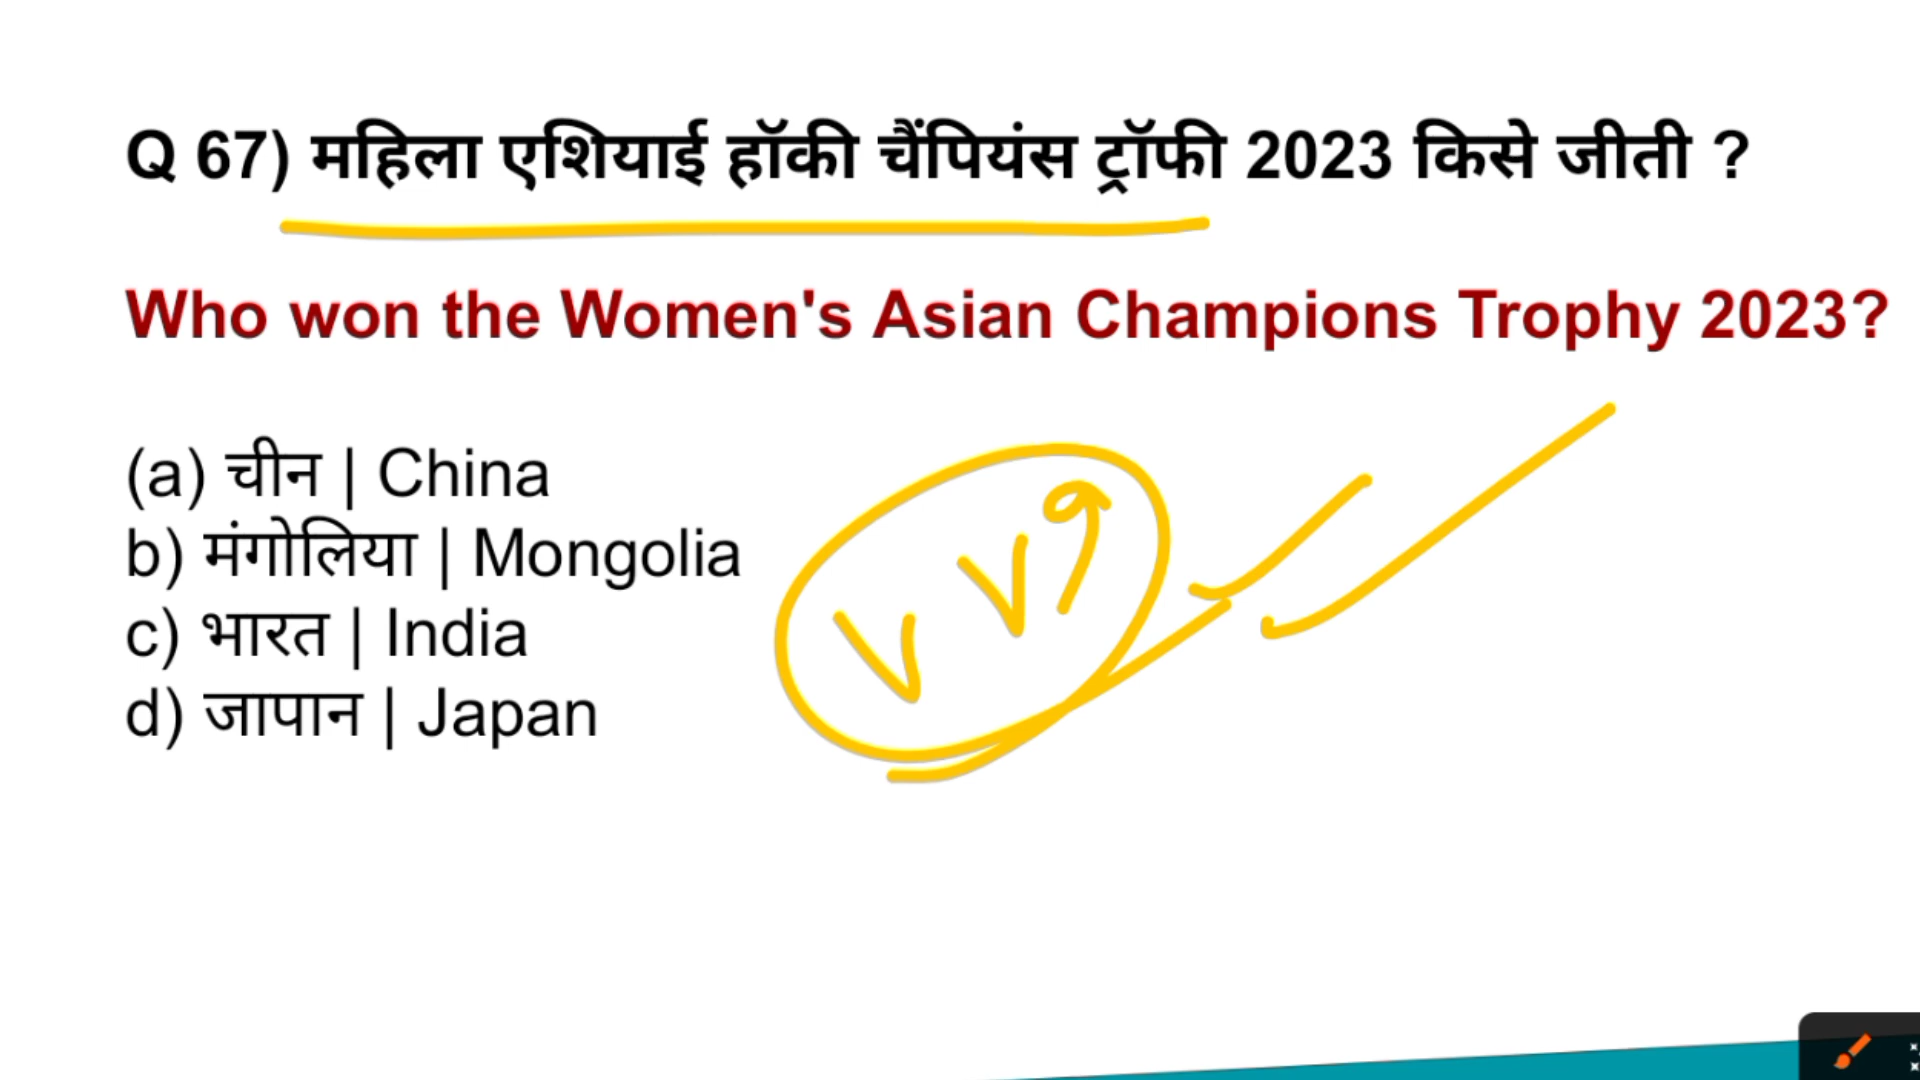 Q 67) महिला एशियाई हॉकी चैंपियंस ट्रॉफी 2023 किसे जीती ?
Who won the Women's Asian Champions Trophy 2023?
(a) चीन | China
b) मंगोलिया | Mongolia
c) भारत | India
d) जापान | Japan
V V